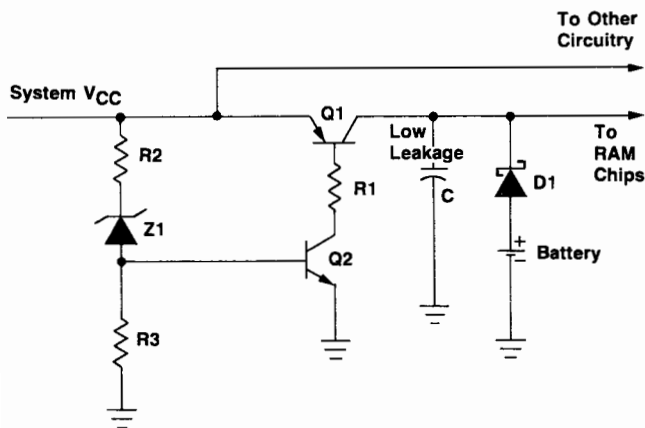 To Other
Circuitry
System VCC
Q1
R2
Low
Leakage
To
RAM
Chips
R1
C
D1
Z1
Q2
+
Battery
−
R3